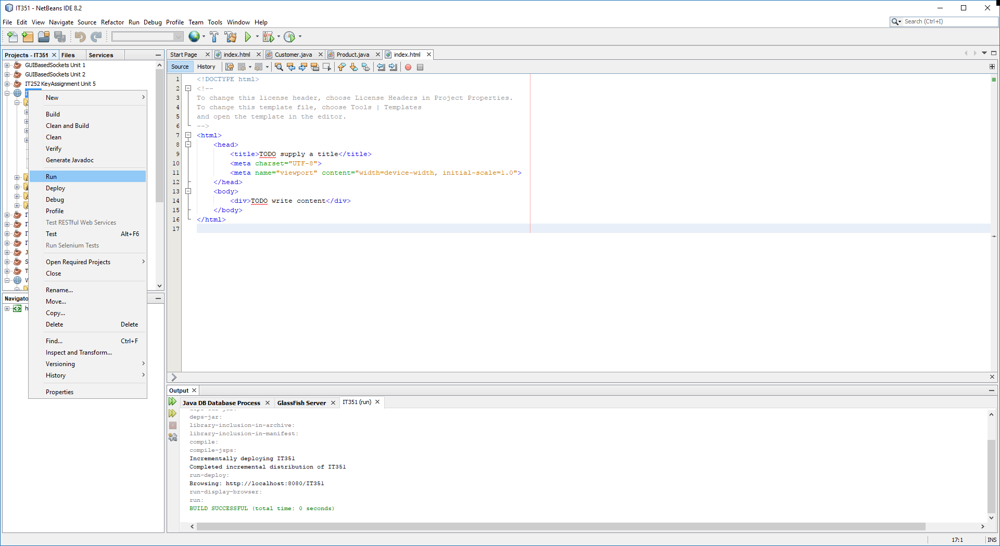 IT351 - NetBeans IDE 8.2
File Edit View Navigate Source Refactor Run Debug Profile Team Tools Window Help
Search (Ctrl+I)
Projects - IT351 Files Services
GUIBasedSockets Unit 1
GUIBasedSockets Unit 2
IT252 KeyAssignment Unit 5
New
Build
Clean and Build
Clean
Verify
Generate Javadoc
Run
Deploy
Debug
Profile
Test RESTful Web Services
Test Alt+F6
Run Selenium Tests
Open Required Projects
Close
Rename...
Move...
Copy...
Delete Delete
Find... Ctrl+F
Inspect and Transform...
Versioning
History
Properties
Start Page index.html Customer.java Product.java index.html
Source History
1 <!DOCTYPE html>
2 <!--
3 To change this license header, choose License Headers in Project Properties.
4 To change this template file, choose Tools | Templates
5 and open the template in the editor.
6 -->
7 <html>
8 <head>
9 <title>TODO supply a title</title>
10 <meta charset="UTF-8">
11 <meta name="viewport" content="width=device-width, initial-scale=1.0">
12 </head>
13 <body>
14 <div>TODO write content</div>
15 </body>
16 </html>
17
Output
Java DB Database Process GlassFish Server IT351 (run)
deps-jar:
library-inclusion-in-archive:
library-inclusion-in-manifest:
compile:
compile-jsps:
Incrementally deploying IT351
Completed incremental distribution of IT351
run-deploy:
Browsing: http://localhost:8080/IT351
run-display-browser:
run:
BUILD SUCCESSFUL (total time: 0 seconds)
17:1 INS